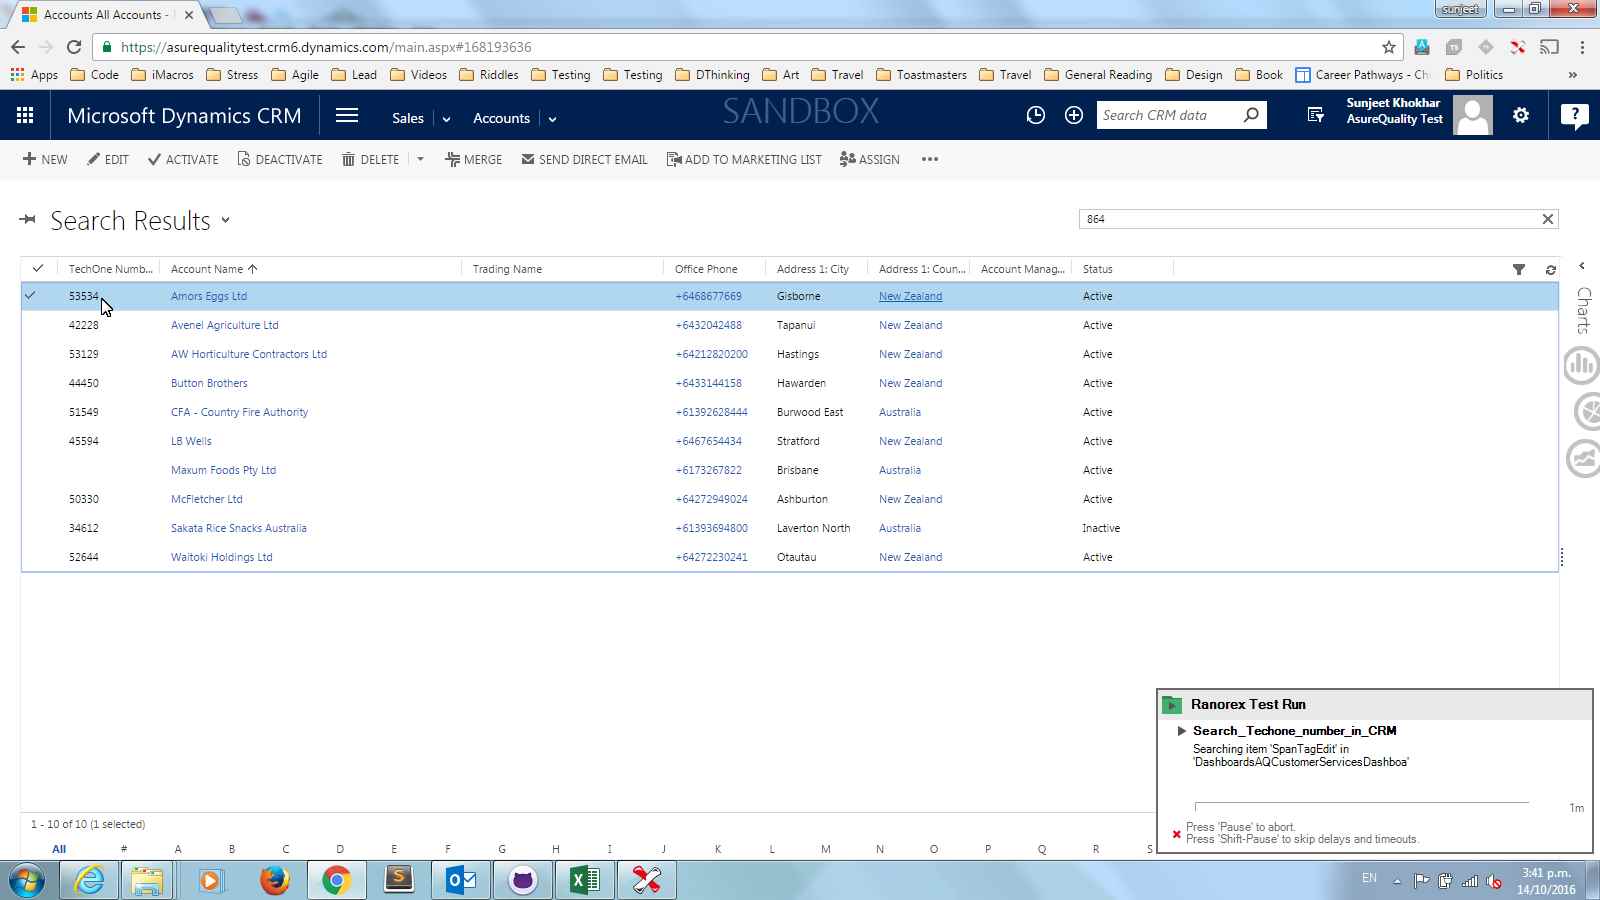 Accounts All Accounts -
sunjeet
https://asurequalitytest.crm6.dynamics.com/main.aspx#168193636
Apps Code iMacros Stress Agile Lead Videos Riddles Testing Testing DThinking Art Travel Toastmasters Travel General Reading Design Book Career Pathways - Ch Politics »
Microsoft Dynamics CRM Sales Accounts SANDBOX Search CRM data Sunjeet Khokhar
AsureQuality Test
NEW EDIT ACTIVATE DEACTIVATE DELETE MERGE SEND DIRECT EMAIL ADD TO MARKETING LIST ASSIGN •••
Search Results 864
TechOne Numb... Account Name Trading Name Office Phone Address 1: City Address 1: Coun... Account Manag... Status
53534 Amors Eggs Ltd +6468677669 Gisborne New Zealand Active
42228 Avenel Agriculture Ltd +6432042488 Tapanui New Zealand Active
53129 AW Horticulture Contractors Ltd +64212820200 Hastings New Zealand Active
44450 Button Brothers +6433144158 Hawarden New Zealand Active
51549 CFA - Country Fire Authority +61392628444 Burwood East Australia Active
45594 LB Wells +6467654434 Stratford New Zealand Active
Maxum Foods Pty Ltd +6173267822 Brisbane Australia Active
50330 McFletcher Ltd +64272949024 Ashburton New Zealand Active
34612 Sakata Rice Snacks Australia +61393694800 Laverton North Australia Inactive
52644 Waitoki Holdings Ltd +64272230241 Otautau New Zealand Active
Charts
Ranorex Test Run
Search_Techone_number_in_CRM
Searching item 'SpanTagEdit' in
'DashboardsAQCustomerServicesDashboa'
1m
Press 'Pause' to abort.
Press 'Shift-Pause' to skip delays and timeouts.
1 - 10 of 10 (1 selected)
All # A B C D E F G H I J K L M N O P Q R S
EN 3:41 p.m.
14/10/2016